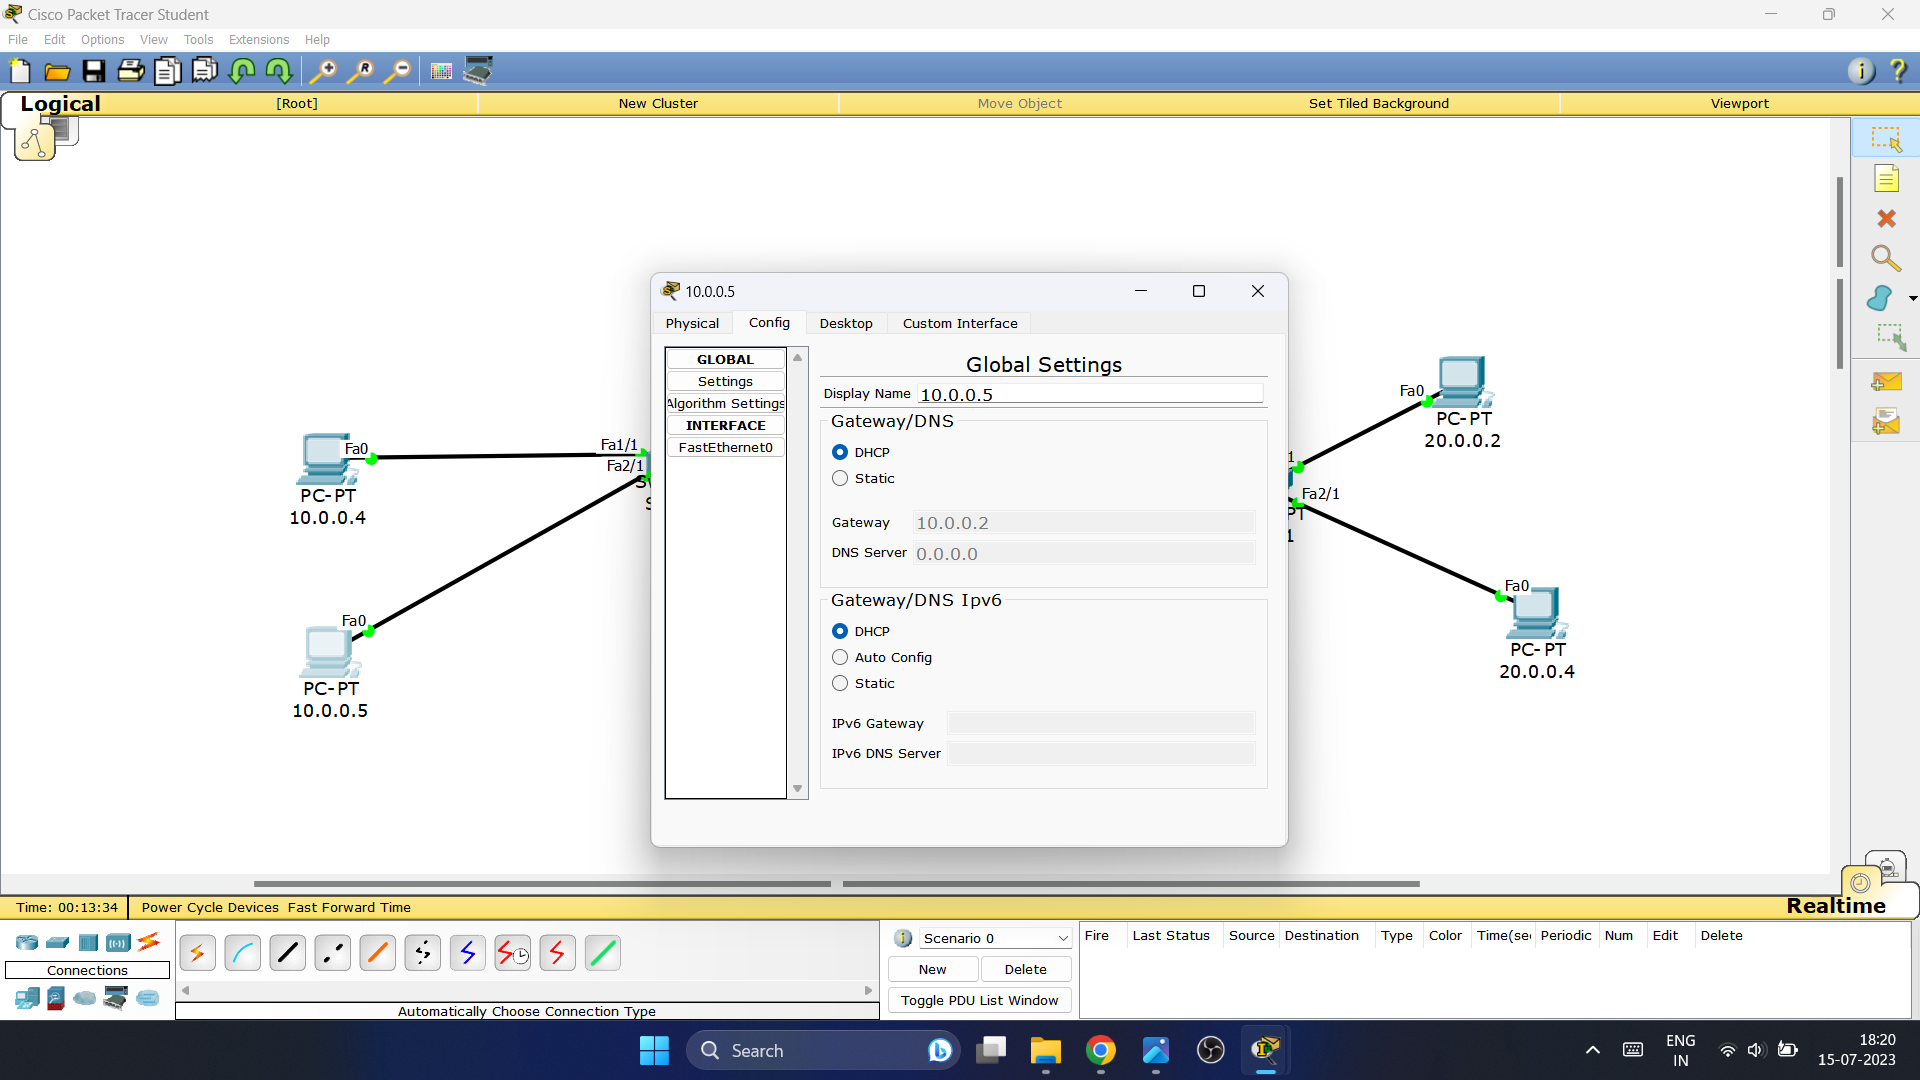 Cisco Packet Tracer Student
File Edit Options View Tools Extensions Help
Logical [Root] New Cluster Move Object Set Tiled Background Viewport
10.0.0.5
Physical Config Desktop Custom Interface
GLOBAL
Settings
Algorithm Settings
INTERFACE
FastEthernet0
Global Settings
Display Name 10.0.0.5
Gateway/DNS
DHCP
Static
Gateway 10.0.0.2
DNS Server 0.0.0.0
Gateway/DNS Ipv6
DHCP
Auto Config
Static
IPv6 Gateway
IPv6 DNS Server
Fa0
PC-PT
10.0.0.4
Fa1/1
Fa2/1
Fa0
PC-PT
10.0.0.5
Fa0
PC-PT
20.0.0.2
1
Fa2/1
PT
1
Fa0
PC-PT
20.0.0.4
Time: 00:13:34 Power Cycle Devices Fast Forward Time
Realtime
Connections
Automatically Choose Connection Type
Scenario 0
New Delete
Toggle PDU List Window
Fire Last Status Source Destination Type Color Time(sec Periodic Num Edit Delete
Search
ENG
IN
18:20
15-07-2023